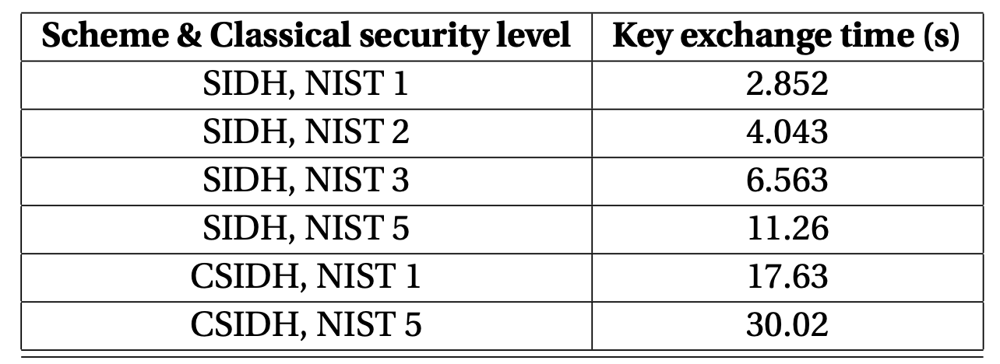 Scheme & Classical security level Key exchange time (s)
SIDH, NIST 1 2.852
SIDH, NIST 2 4.043
SIDH, NIST 3 6.563
SIDH, NIST 5 11.26
CSIDH, NIST 1 17.63
CSIDH, NIST 5 30.02